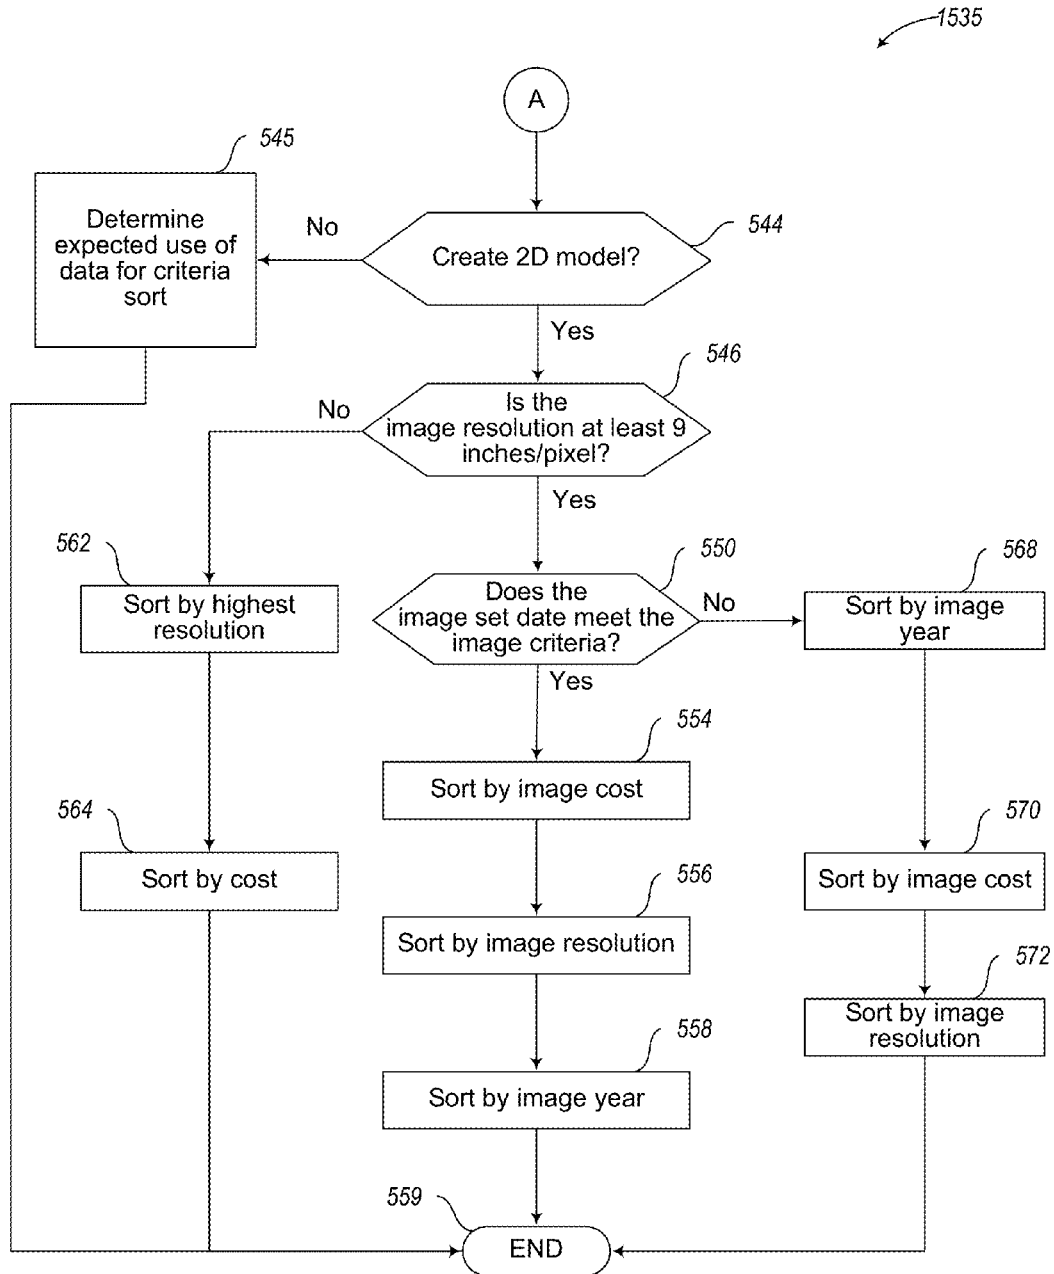 1535
A
545
Determine
expected use of
data for criteria
sort
No
544
Create 2D model?
Yes
546
No
Is the
image resolution at least 9
inches/pixel?
Yes
562
Sort by highest
resolution
550
Does the
image set date meet the
image criteria?
No
568
Sort by image
year
Yes
554
Sort by image cost
564
Sort by cost
570
Sort by image cost
556
Sort by image resolution
572
Sort by image
resolution
558
Sort by image year
559
END